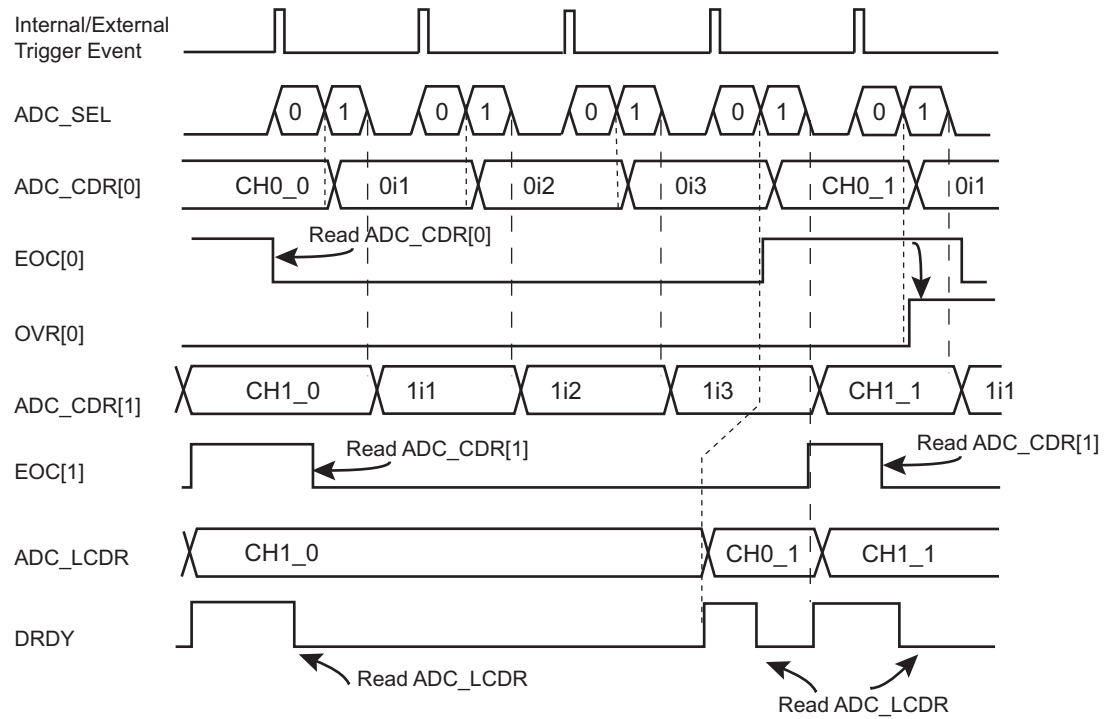 Internal/External
Trigger Event
ADC_SEL
0 1 0 1 0 1 0 1 0 1
ADC_CDR[0]
CH0_0 0i1 0i2 0i3 CH0_1 0i1
Read ADC_CDR[0]
EOC[0]
OVR[0]
ADC_CDR[1]
CH1_0 1i1 1i2 1i3 CH1_1 1i1
Read ADC_CDR[1]
Read ADC_CDR[1]
EOC[1]
ADC_LCDR
CH1_0 CH0_1 CH1_1
DRDY
Read ADC_LCDR
Read ADC_LCDR